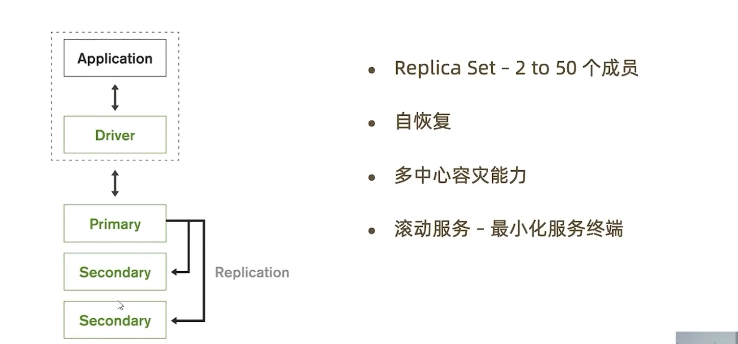 Application
Driver
Primary
Secondary
Secondary
Replication
Replica Set – 2 to 50 个成员
自恢复
多中心容灾能力
滚动服务 – 最小化服务终端